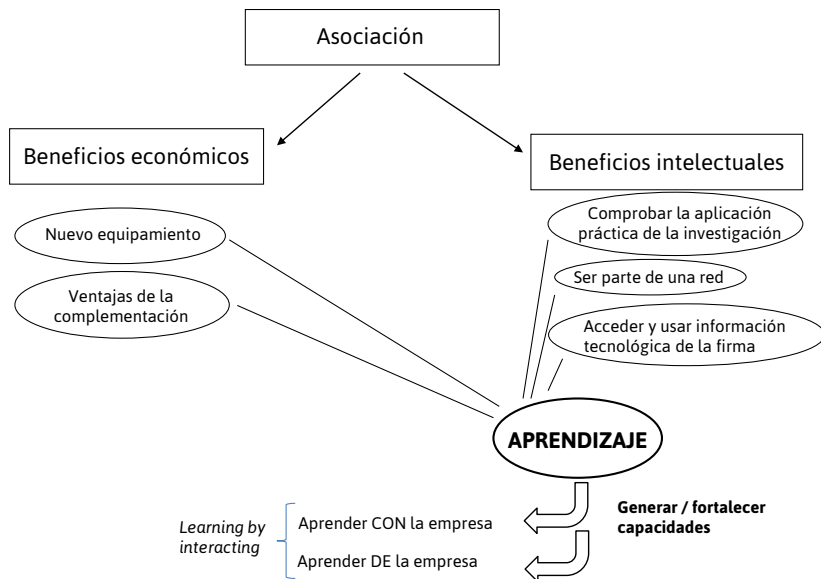 Asociación
Beneficios económicos
Beneficios intelectuales
Nuevo equipamiento
Ventajas de la
complementación
Comprobar la aplicación
práctica de la investigación
Ser parte de una red
Acceder y usar información
tecnológica de la firma
APRENDIZAJE
Generar / fortalecer
capacidades
Learning by
interacting
Aprender CON la empresa
Aprender DE la empresa